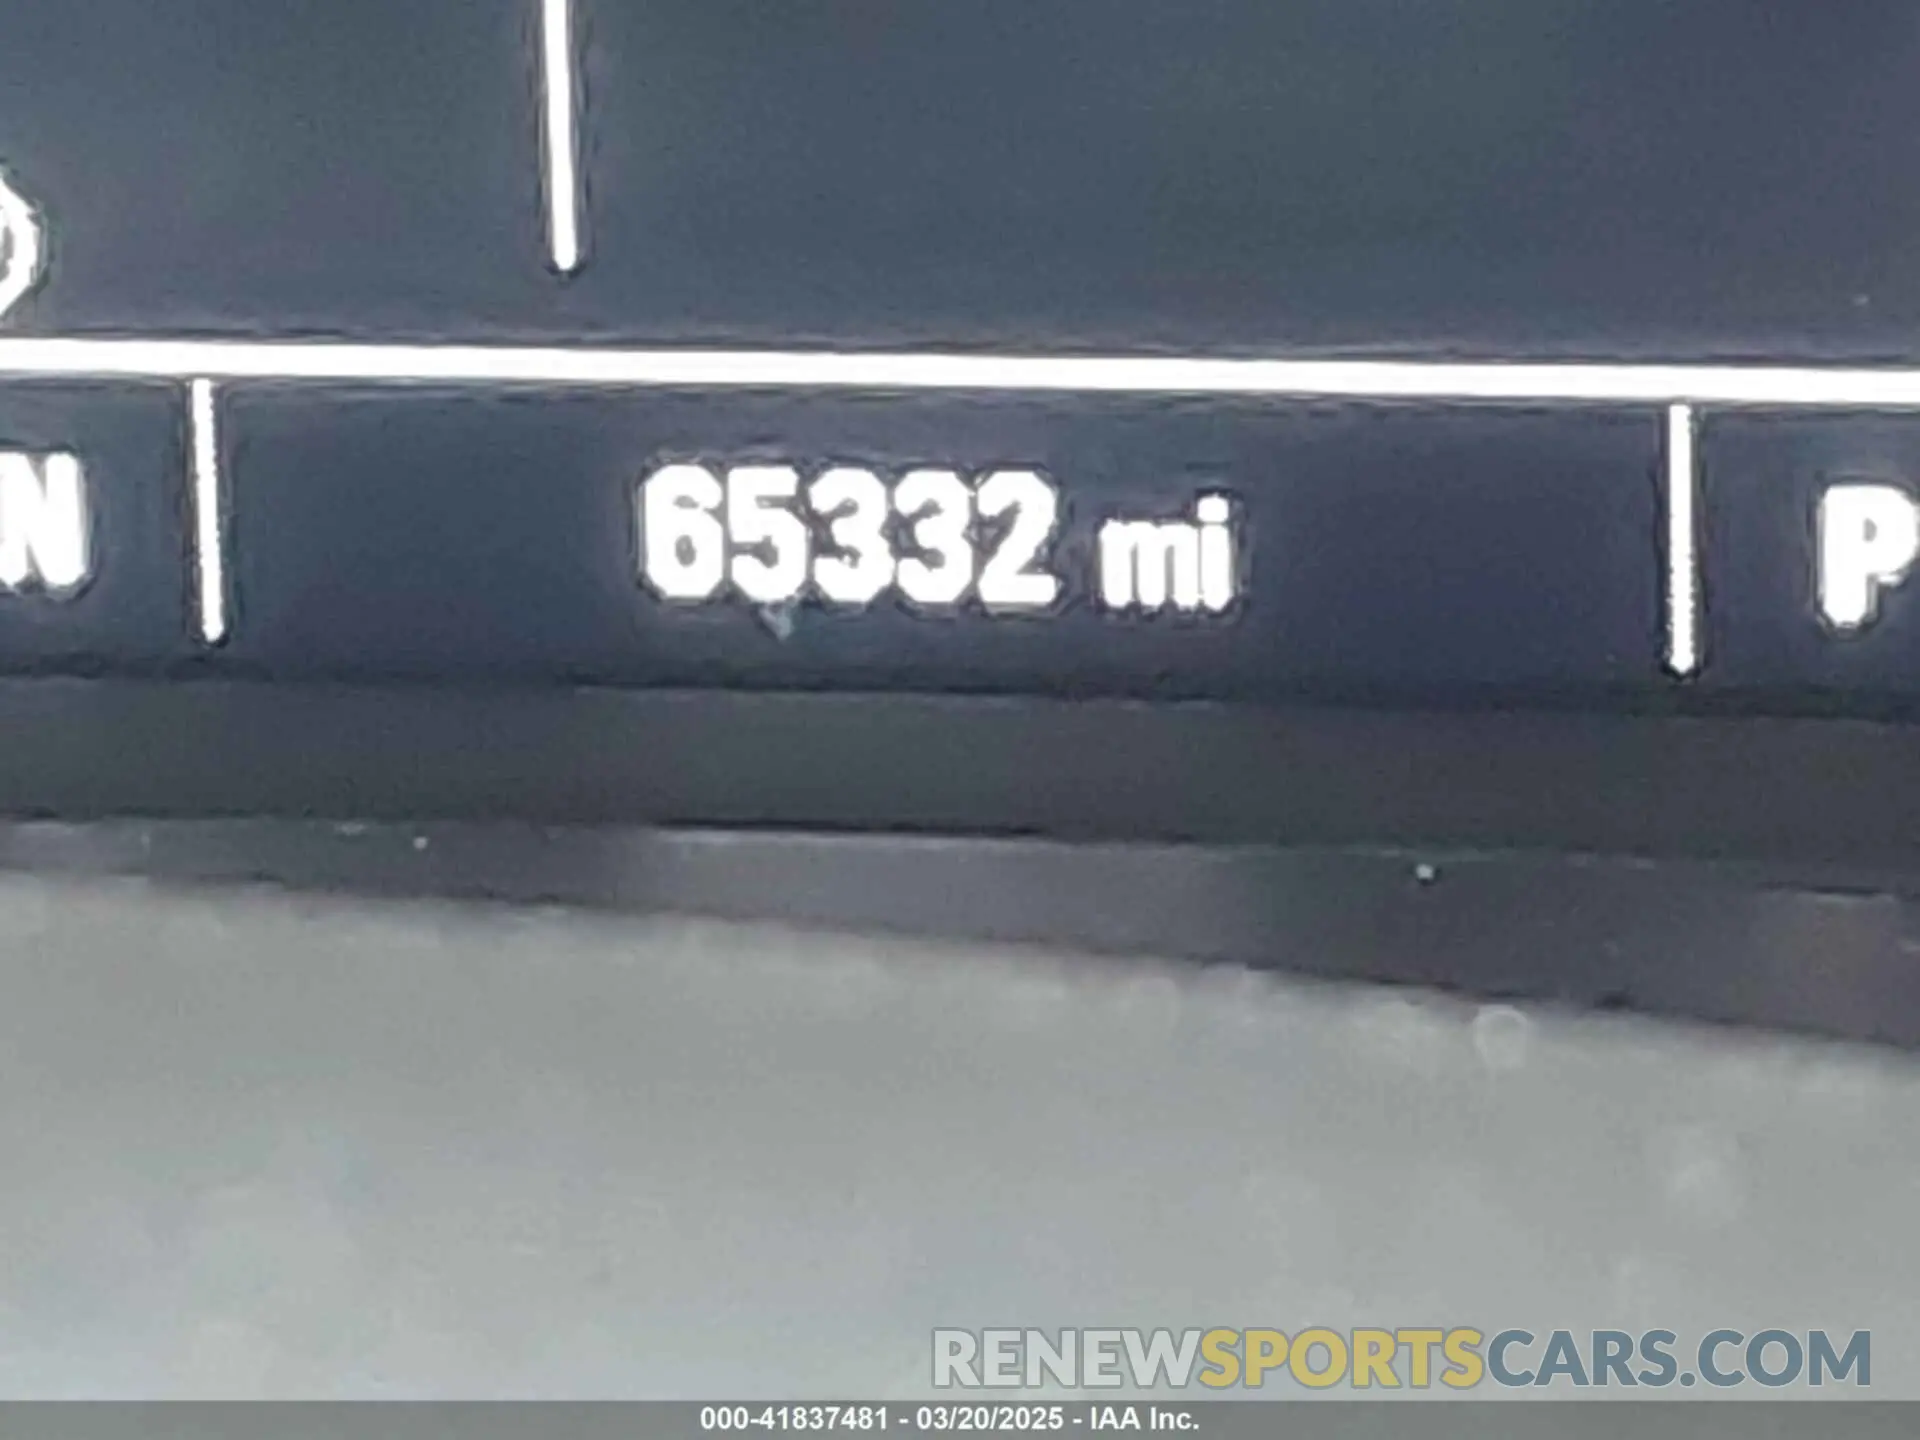 N
65332 mi
P
RENEWSPORTSCARS.COM
000-41837481 - 03/20/2025 - IAA Inc.